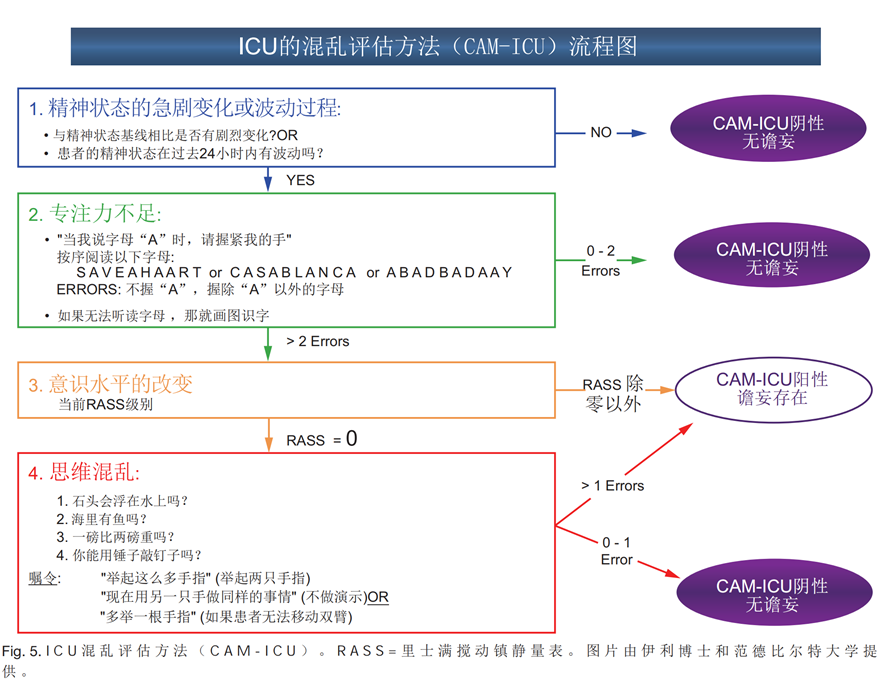 ICU的混乱评估方法（CAM-ICU）流程图
1. 精神状态的急剧变化或波动过程:
• 与精神状态基线相比是否有剧烈变化?OR
• 患者的精神状态在过去24小时内有波动吗?
NO
CAM-ICU阴性
无谵妄
YES
2. 专注力不足:
• "当我说字母“A”时，请握紧我的手"
按序阅读以下字母:
S A V E A H A A R T or C A S A B L A N C A or A B A D B A D A A Y
ERRORS: 不握“A”，握除“A”以外的字母
• 如果无法听读字母，那就画图识字
0 - 2
Errors
CAM-ICU阴性
无谵妄
> 2 Errors
3. 意识水平的改变
当前RASS级别
RASS 除
零以外
CAM-ICU阳性
谵妄存在
RASS = 0
4. 思维混乱:
1. 石头会浮在水上吗?
2. 海里有鱼吗?
3. 一磅比两磅重吗?
4. 你能用锤子敲钉子吗?
嘱令: "举起这么多手指" (举起两只手指)
"现在用另一只手做同样的事情" (不做演示)OR
"多举一根手指" (如果患者无法移动双臂)
> 1 Errors
0 - 1
Error
CAM-ICU阴性
无谵妄
Fig. 5. ICU混乱评估方法（CAM-ICU）。RASS=里士满搅动镇静量表。图片由伊利博士和范德比尔特大学提
供。